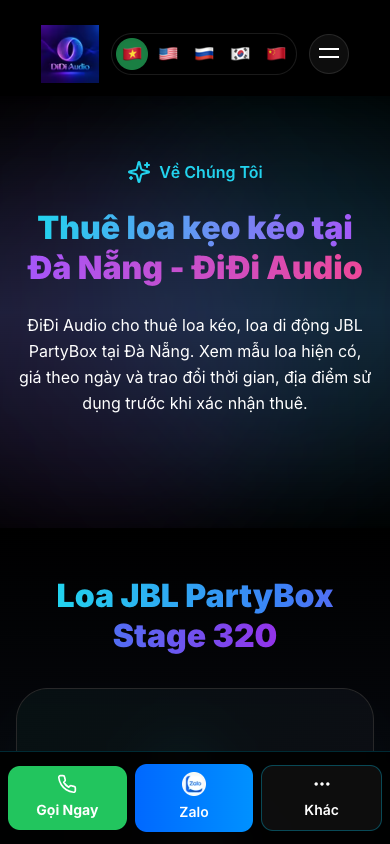 ĐiĐi Audio
Về Chúng Tôi
Thuê loa kẹo kéo tại
Đà Nẵng - ĐiĐi Audio
ĐiĐi Audio cho thuê loa kéo, loa di động JBL
PartyBox tại Đà Nẵng. Xem mẫu loa hiện có,
giá theo ngày và trao đổi thời gian, địa điểm sử
dụng trước khi xác nhận thuê.
Loa JBL PartyBox
Stage 320
Gọi Ngay
Zalo
Zalo
Khác